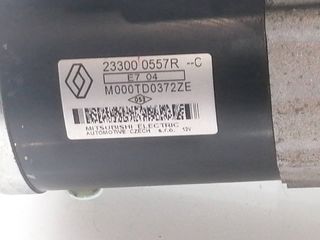 23300 0557R --C
E7 04
M000TD0372ZE
MITSUBISHI ELECTRIC
AUTOMOTIVE CZECH s.r.o. 12V